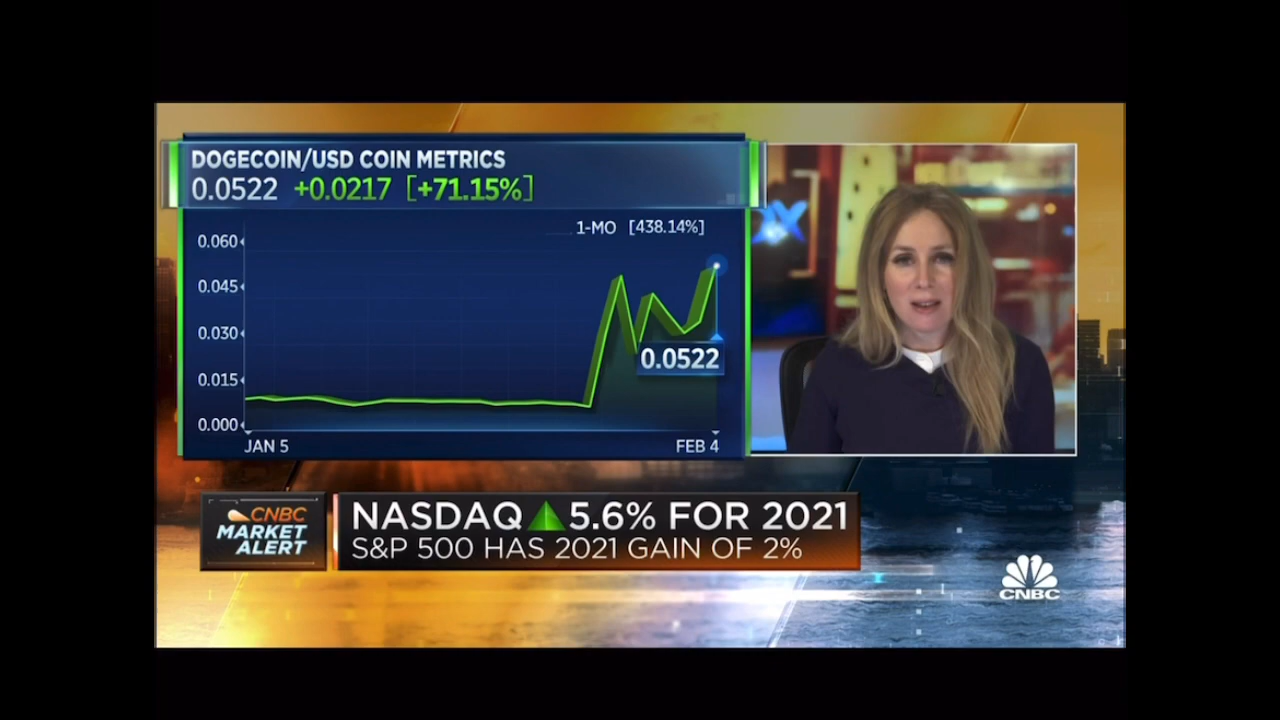 DOGECOIN/USD COIN METRICS
0.0522 +0.0217 [+71.15%]
1-MO [438.14%]
0.060
0.045
0.030
0.015
0.000
0.0522
JAN 5 FEB 4
CNBC
MARKET
ALERT
NASDAQ▲5.6% FOR 2021
S&P 500 HAS 2021 GAIN OF 2%
CNBC